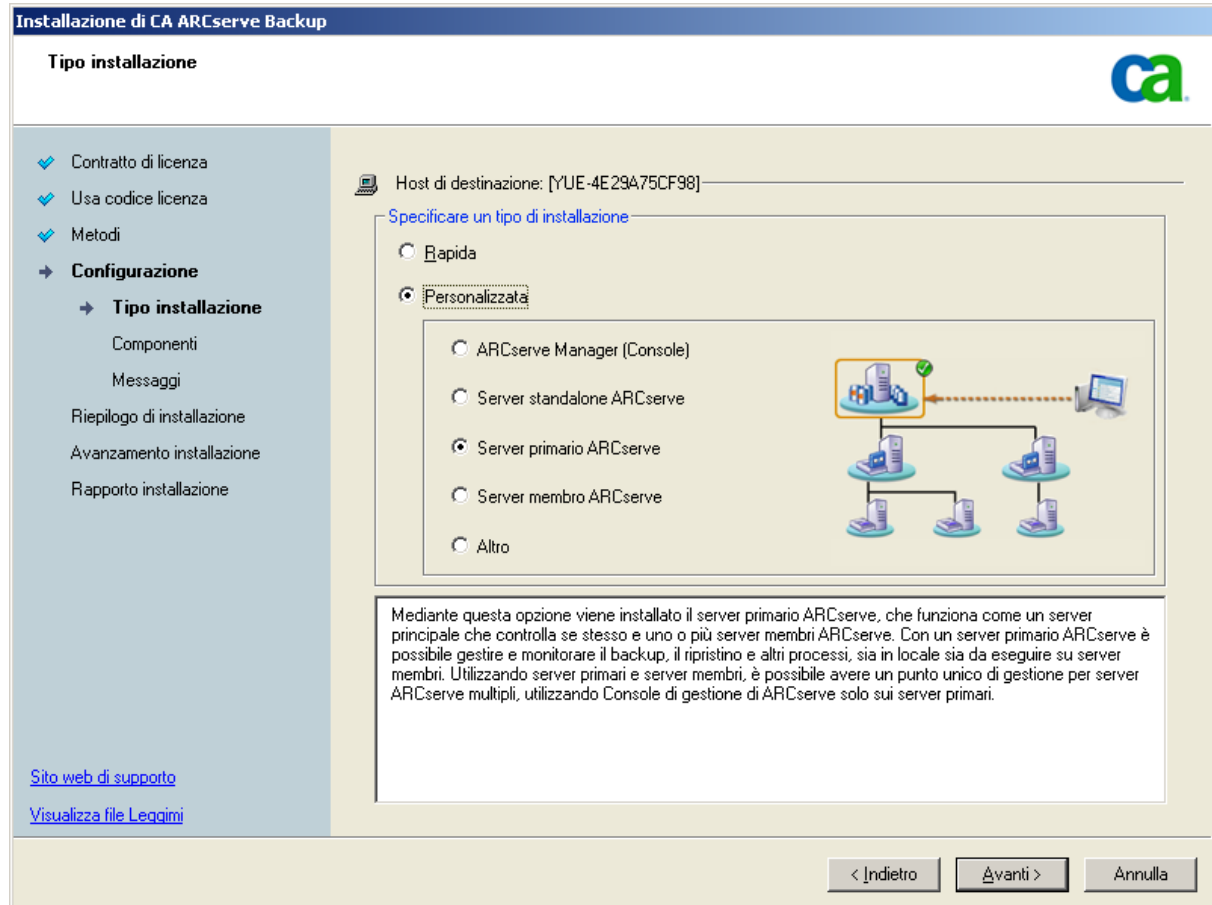 Installazione di CA ARCserve Backup
Tipo installazione
ca
Contratto di licenza
Usa codice licenza
Metodi
Configurazione
Tipo installazione
Componenti
Messaggi
Riepilogo di installazione
Avanzamento installazione
Rapporto installazione
Sito web di supporto
Visualizza file Leggimi
Host di destinazione: [YUE-4E29A75CF98]
Specificare un tipo di installazione
Rapida
Personalizzata
ARCserve Manager (Console)
Server standalone ARCserve
Server primario ARCserve
Server membro ARCserve
Altro
Mediante questa opzione viene installato il server primario ARCserve, che funziona come un server
principale che controlla se stesso e uno o più server membri ARCserve. Con un server primario ARCserve è
possibile gestire e monitorare il backup, il ripristino e altri processi, sia in locale sia da eseguire su server
membri. Utilizzando server primari e server membri, è possibile avere un punto unico di gestione per server
ARCserve multipli, utilizzando Console di gestione di ARCserve solo sui server primari.
< Indietro
Avanti >
Annulla